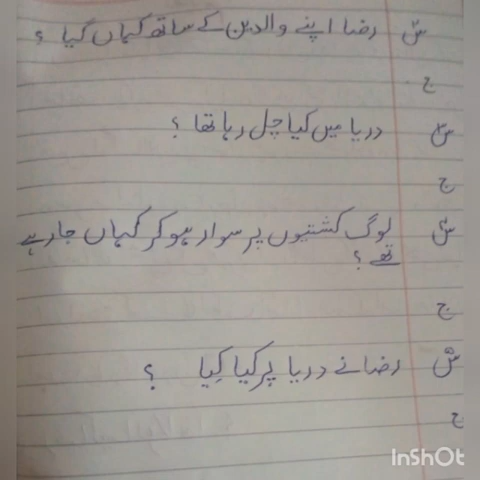 س رضا اپنے والدین کے ساتھ کہاں گیا ؟
ج
س دریا میں کیا چل رہا تھا ؟
ج
س لوگ کشتیوں پر سوار ہو کر کہاں جا رہے
تھے ؟
ج
س رضا نے دریا پر کیا کِیا ؟
ج
InShOt